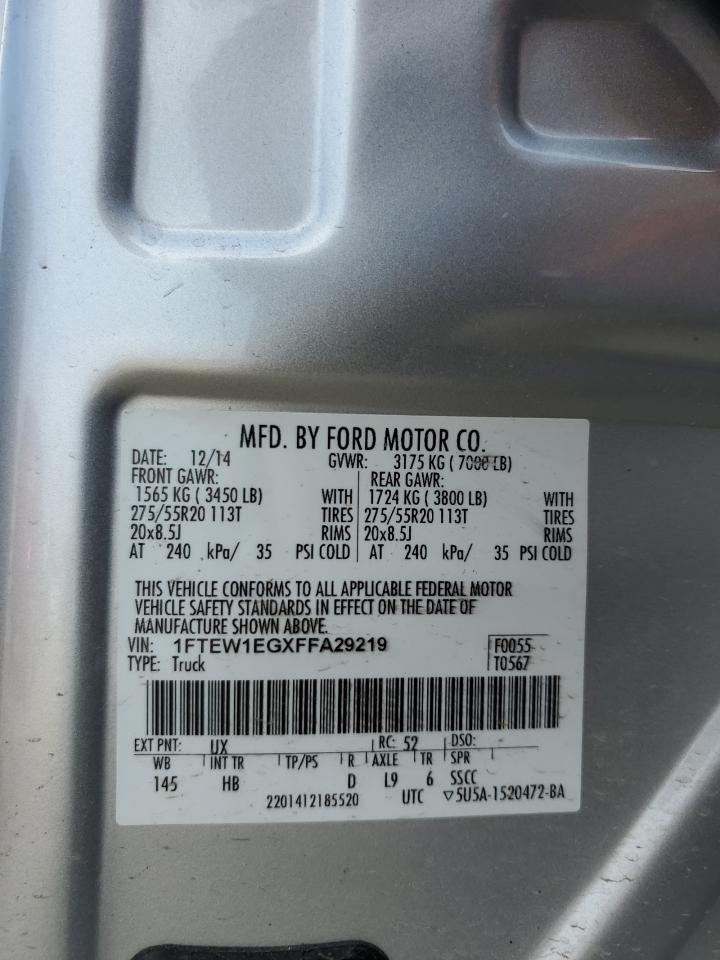 MFD. BY FORD MOTOR CO.
DATE: 12/14 GVWR: 3175 KG ( 7000 LB)
FRONT GAWR: REAR GAWR:
1565 KG ( 3450 LB) WITH 1724 KG ( 3800 LB) WITH
275/55R20 113T TIRES 275/55R20 113T TIRES
20x8.5J RIMS 20x8.5J RIMS
AT 240 kPa/ 35 PSI COLD AT 240 kPa/ 35 PSI COLD
THIS VEHICLE CONFORMS TO ALL APPLICABLE FEDERAL MOTOR
VEHICLE SAFETY STANDARDS IN EFFECT ON THE DATE OF
MANUFACTURE SHOWN ABOVE.
VIN: 1FTEW1EGXFFA29219 F0055
TYPE: Truck T0567
EXT PNT: UX RC: 52 DSO:
WB INT TR TP/PS R AXLE TR SPR
145 HB D L9 6 SSCC
2201412185520 UTC ▽5U5A-1520472-BA